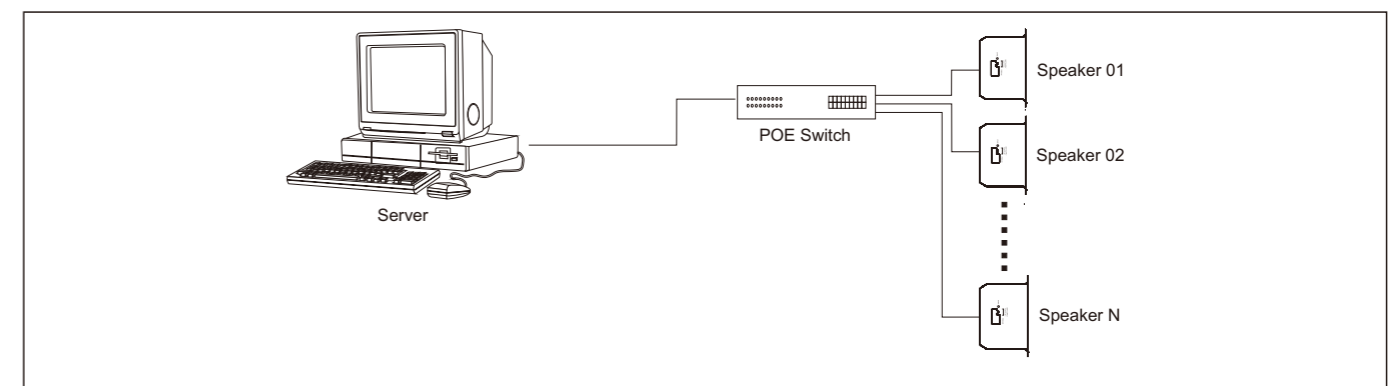 Speaker 01
POE Switch
Speaker 02
Server
Speaker N